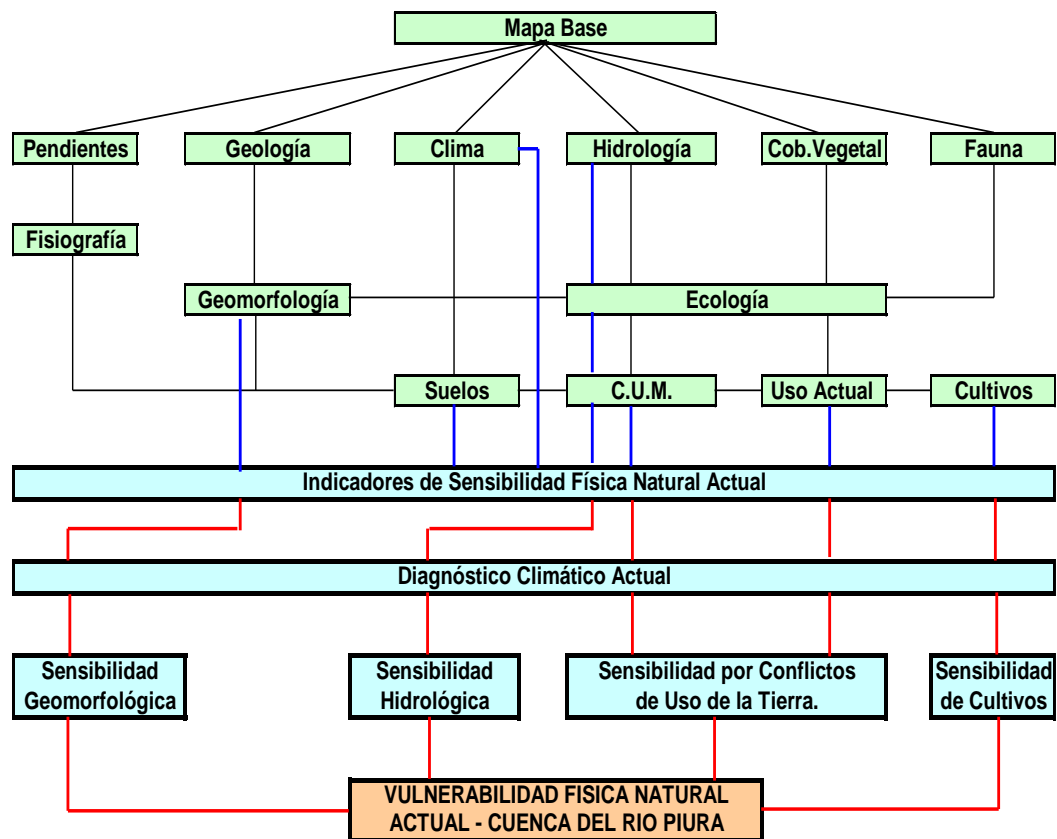 Mapa Base
Pendientes
Geología
Clima
Hidrología
Cob.Vegetal
Fauna
Fisiografía
Geomorfología
Ecología
Suelos
C.U.M.
Uso Actual
Cultivos
Indicadores de Sensibilidad Física Natural Actual
Diagnóstico Climático Actual
Sensibilidad
Geomorfológica
Sensibilidad
Hidrológica
Sensibilidad por Conflictos
de Uso de la Tierra.
Sensibilidad
de Cultivos
VULNERABILIDAD FISICA NATURAL
ACTUAL - CUENCA DEL RIO PIURA